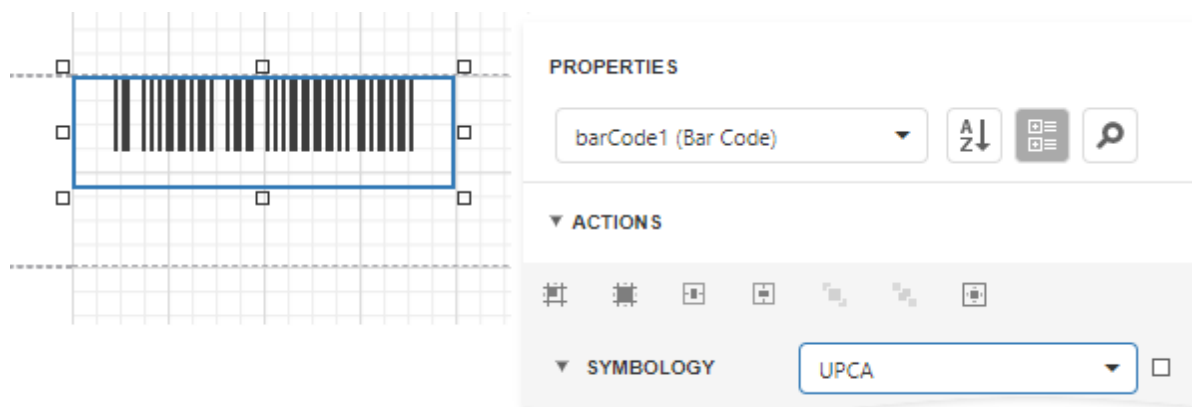 PROPERTIES
barCode1 (Bar Code)
A
Z
ACTIONS
SYMBOLOGY
UPCA